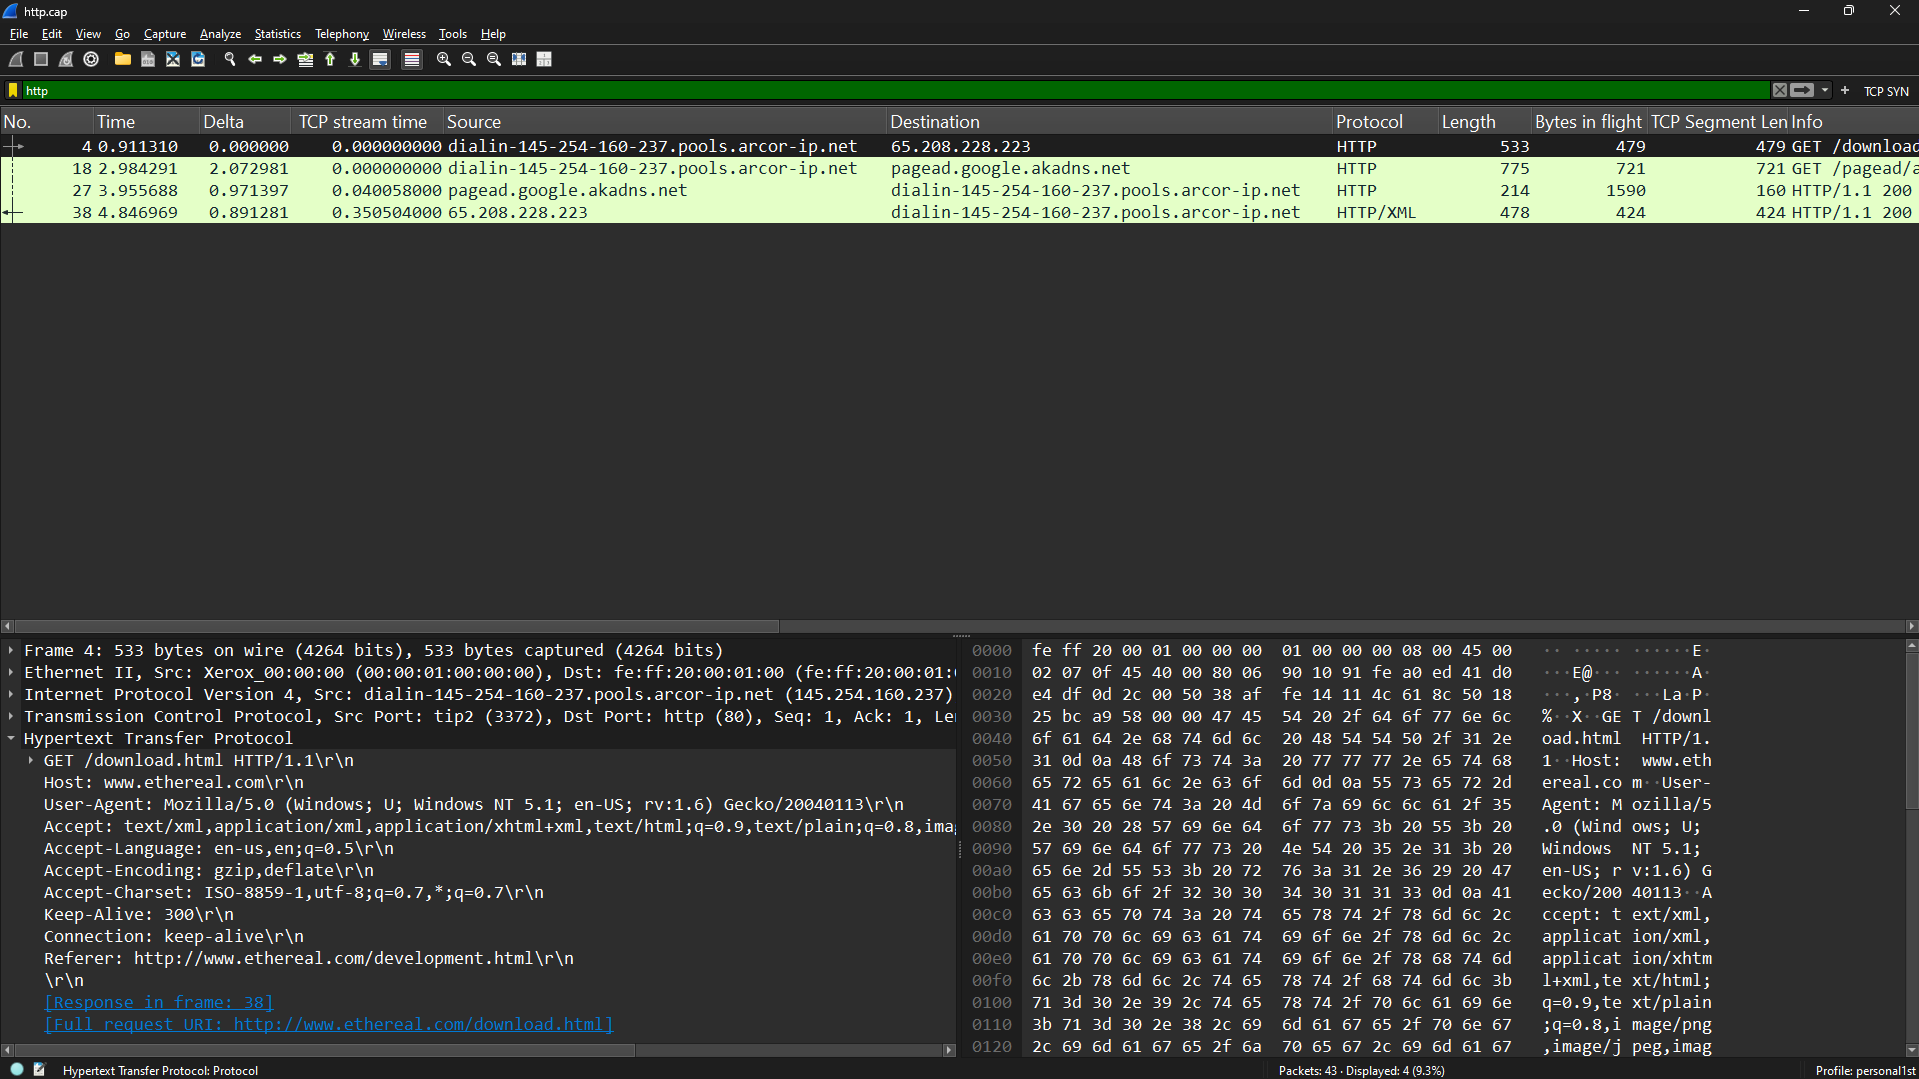 http.cap
File Edit View Go Capture Analyze Statistics Telephony Wireless Tools Help
http
TCP SYN
No. Time Delta TCP stream time Source Destination Protocol Length Bytes in flight TCP Segment Len Info
4 0.911310 0.000000 0.000000000 dialin-145-254-160-237.pools.arcor-ip.net 65.208.228.223 HTTP 533 479 479 GET /download
18 2.984291 2.072981 0.000000000 dialin-145-254-160-237.pools.arcor-ip.net pagead.google.akadns.net HTTP 775 721 721 GET /pagead/a
27 3.955688 0.971397 0.040058000 pagead.google.akadns.net dialin-145-254-160-237.pools.arcor-ip.net HTTP 214 1590 160 HTTP/1.1 200
38 4.846969 0.891281 0.350504000 65.208.228.223 dialin-145-254-160-237.pools.arcor-ip.net HTTP/XML 478 424 424 HTTP/1.1 200
Frame 4: 533 bytes on wire (4264 bits), 533 bytes captured (4264 bits)
Ethernet II, Src: Xerox_00:00:00 (00:00:01:00:00:00), Dst: fe:ff:20:00:01:00 (fe:ff:20:00:01:
Internet Protocol Version 4, Src: dialin-145-254-160-237.pools.arcor-ip.net (145.254.160.237)
Transmission Control Protocol, Src Port: tip2 (3372), Dst Port: http (80), Seq: 1, Ack: 1, Le
Hypertext Transfer Protocol
GET /download.html HTTP/1.1\r\n
Host: www.ethereal.com\r\n
User-Agent: Mozilla/5.0 (Windows; U; Windows NT 5.1; en-US; rv:1.6) Gecko/20040113\r\n
Accept: text/xml,application/xml,application/xhtml+xml,text/html;q=0.9,text/plain;q=0.8,ima
Accept-Language: en-us,en;q=0.5\r\n
Accept-Encoding: gzip,deflate\r\n
Accept-Charset: ISO-8859-1,utf-8;q=0.7,*;q=0.7\r\n
Keep-Alive: 300\r\n
Connection: keep-alive\r\n
Referer: http://www.ethereal.com/development.html\r\n
\r\n
[Response in frame: 38]
[Full request URI: http://www.ethereal.com/download.html]
0000 fe ff 20 00 01 00 00 00 01 00 00 00 08 00 45 00 ·· ····· ······E·
0010 02 07 0f 45 40 00 80 06 90 10 91 fe a0 ed 41 d0 ···E@··· ······A·
0020 e4 df 0d 2c 00 50 38 af fe 14 11 4c 61 8c 50 18 ···,·P8· ···La·P·
0030 25 bc a9 58 00 00 47 45 54 20 2f 64 6f 77 6e 6c %··X··GE T /downl
0040 6f 61 64 2e 68 74 6d 6c 20 48 54 54 50 2f 31 2e oad.html HTTP/1.
0050 31 0d 0a 48 6f 73 74 3a 20 77 77 77 2e 65 74 68 1··Host: www.eth
0060 65 72 65 61 6c 2e 63 6f 6d 0d 0a 55 73 65 72 2d ereal.co m··User-
0070 41 67 65 6e 74 3a 20 4d 6f 7a 69 6c 6c 61 2f 35 Agent: M ozilla/5
0080 2e 30 20 28 57 69 6e 64 6f 77 73 3b 20 55 3b 20 .0 (Wind ows; U;
0090 57 69 6e 64 6f 77 73 20 4e 54 20 35 2e 31 3b 20 Windows NT 5.1;
00a0 65 6e 2d 55 53 3b 20 72 76 3a 31 2e 36 29 20 47 en-US; r v:1.6) G
00b0 65 63 6b 6f 2f 32 30 30 34 30 31 31 33 0d 0a 41 ecko/200 40113··A
00c0 63 63 65 70 74 3a 20 74 65 78 74 2f 78 6d 6c 2c ccept: t ext/xml,
00d0 61 70 70 6c 69 63 61 74 69 6f 6e 2f 78 6d 6c 2c applicat ion/xml,
00e0 61 70 70 6c 69 63 61 74 69 6f 6e 2f 78 68 74 6d applicat ion/xhtm
00f0 6c 2b 78 6d 6c 2c 74 65 78 74 2f 68 74 6d 6c 3b l+xml,te xt/html;
0100 71 3d 30 2e 39 2c 74 65 78 74 2f 70 6c 61 69 6e q=0.9,te xt/plain
0110 3b 71 3d 30 2e 38 2c 69 6d 61 67 65 2f 70 6e 67 ;q=0.8,i mage/png
0120 2c 69 6d 61 67 65 2f 6a 70 65 67 2c 69 6d 61 67 ,image/j peg,imag
Hypertext Transfer Protocol: Protocol
Packets: 43 · Displayed: 4 (9.3%)
Profile: personal1st